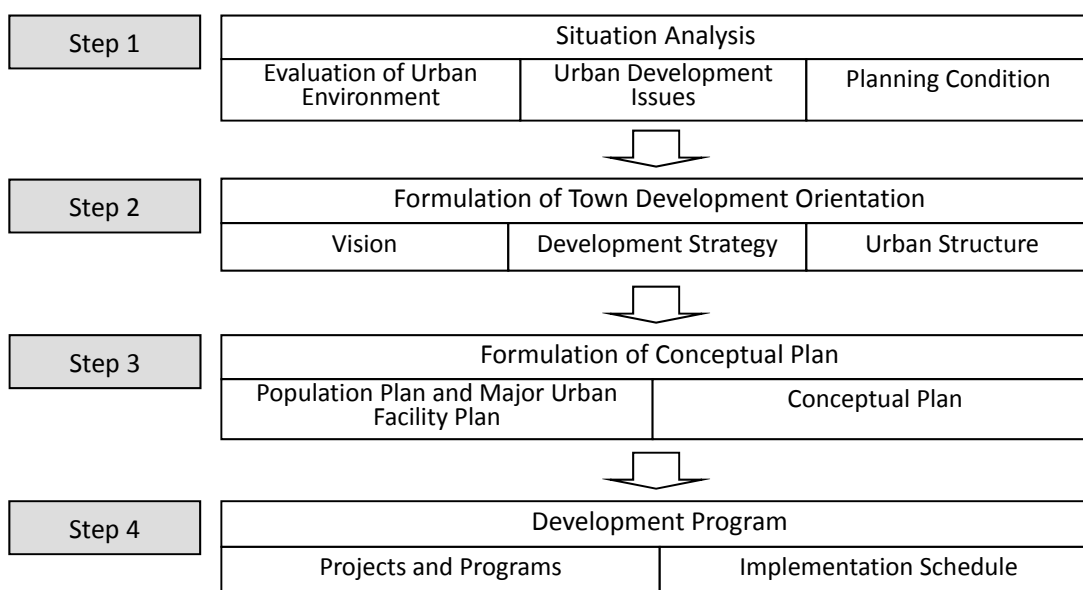 Step 1
Situation Analysis
Evaluation of Urban
Environment
Urban Development
Issues
Planning Condition
Step 2
Formulation of Town Development Orientation
Vision
Development Strategy
Urban Structure
Step 3
Formulation of Conceptual Plan
Population Plan and Major Urban
Facility Plan
Conceptual Plan
Step 4
Development Program
Projects and Programs
Implementation Schedule